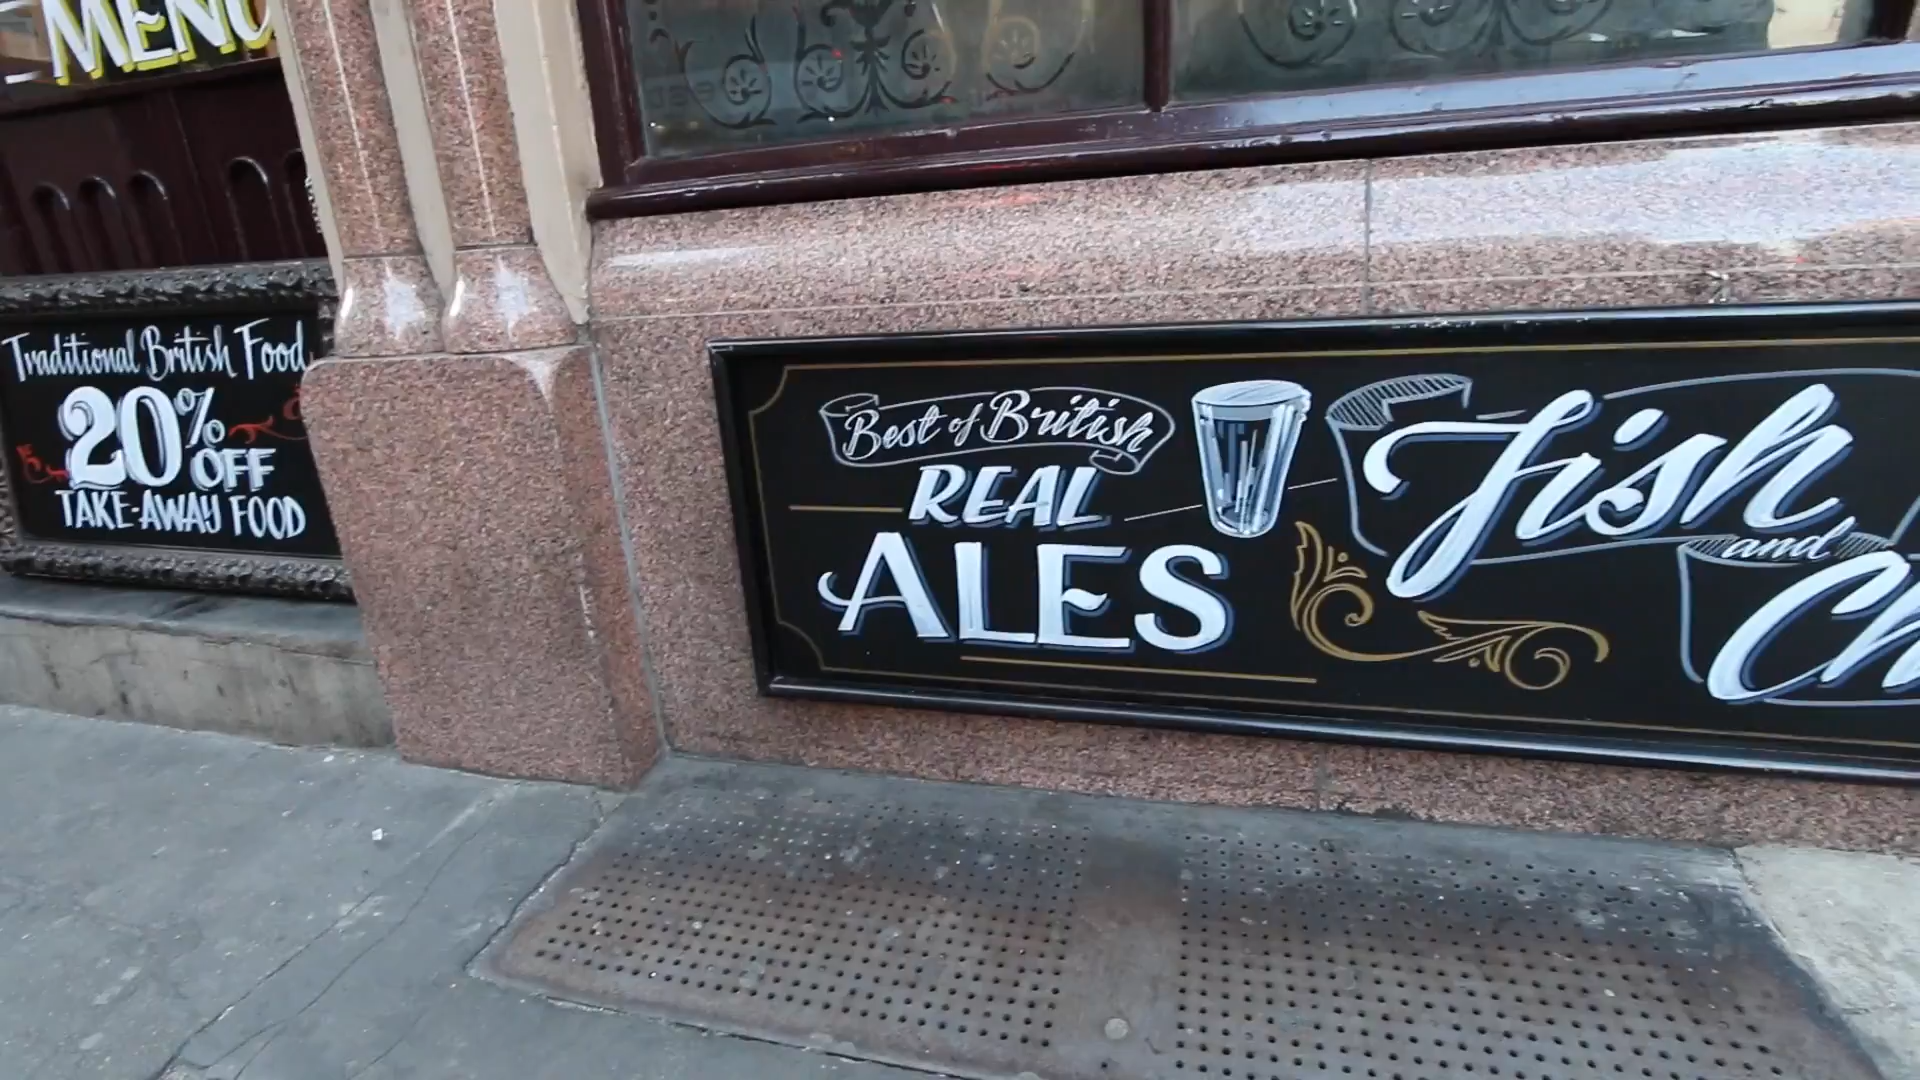 MENU
Traditional British Food
20% OFF
TAKE-AWAY FOOD
Best of British
REAL
ALES
Fish
and